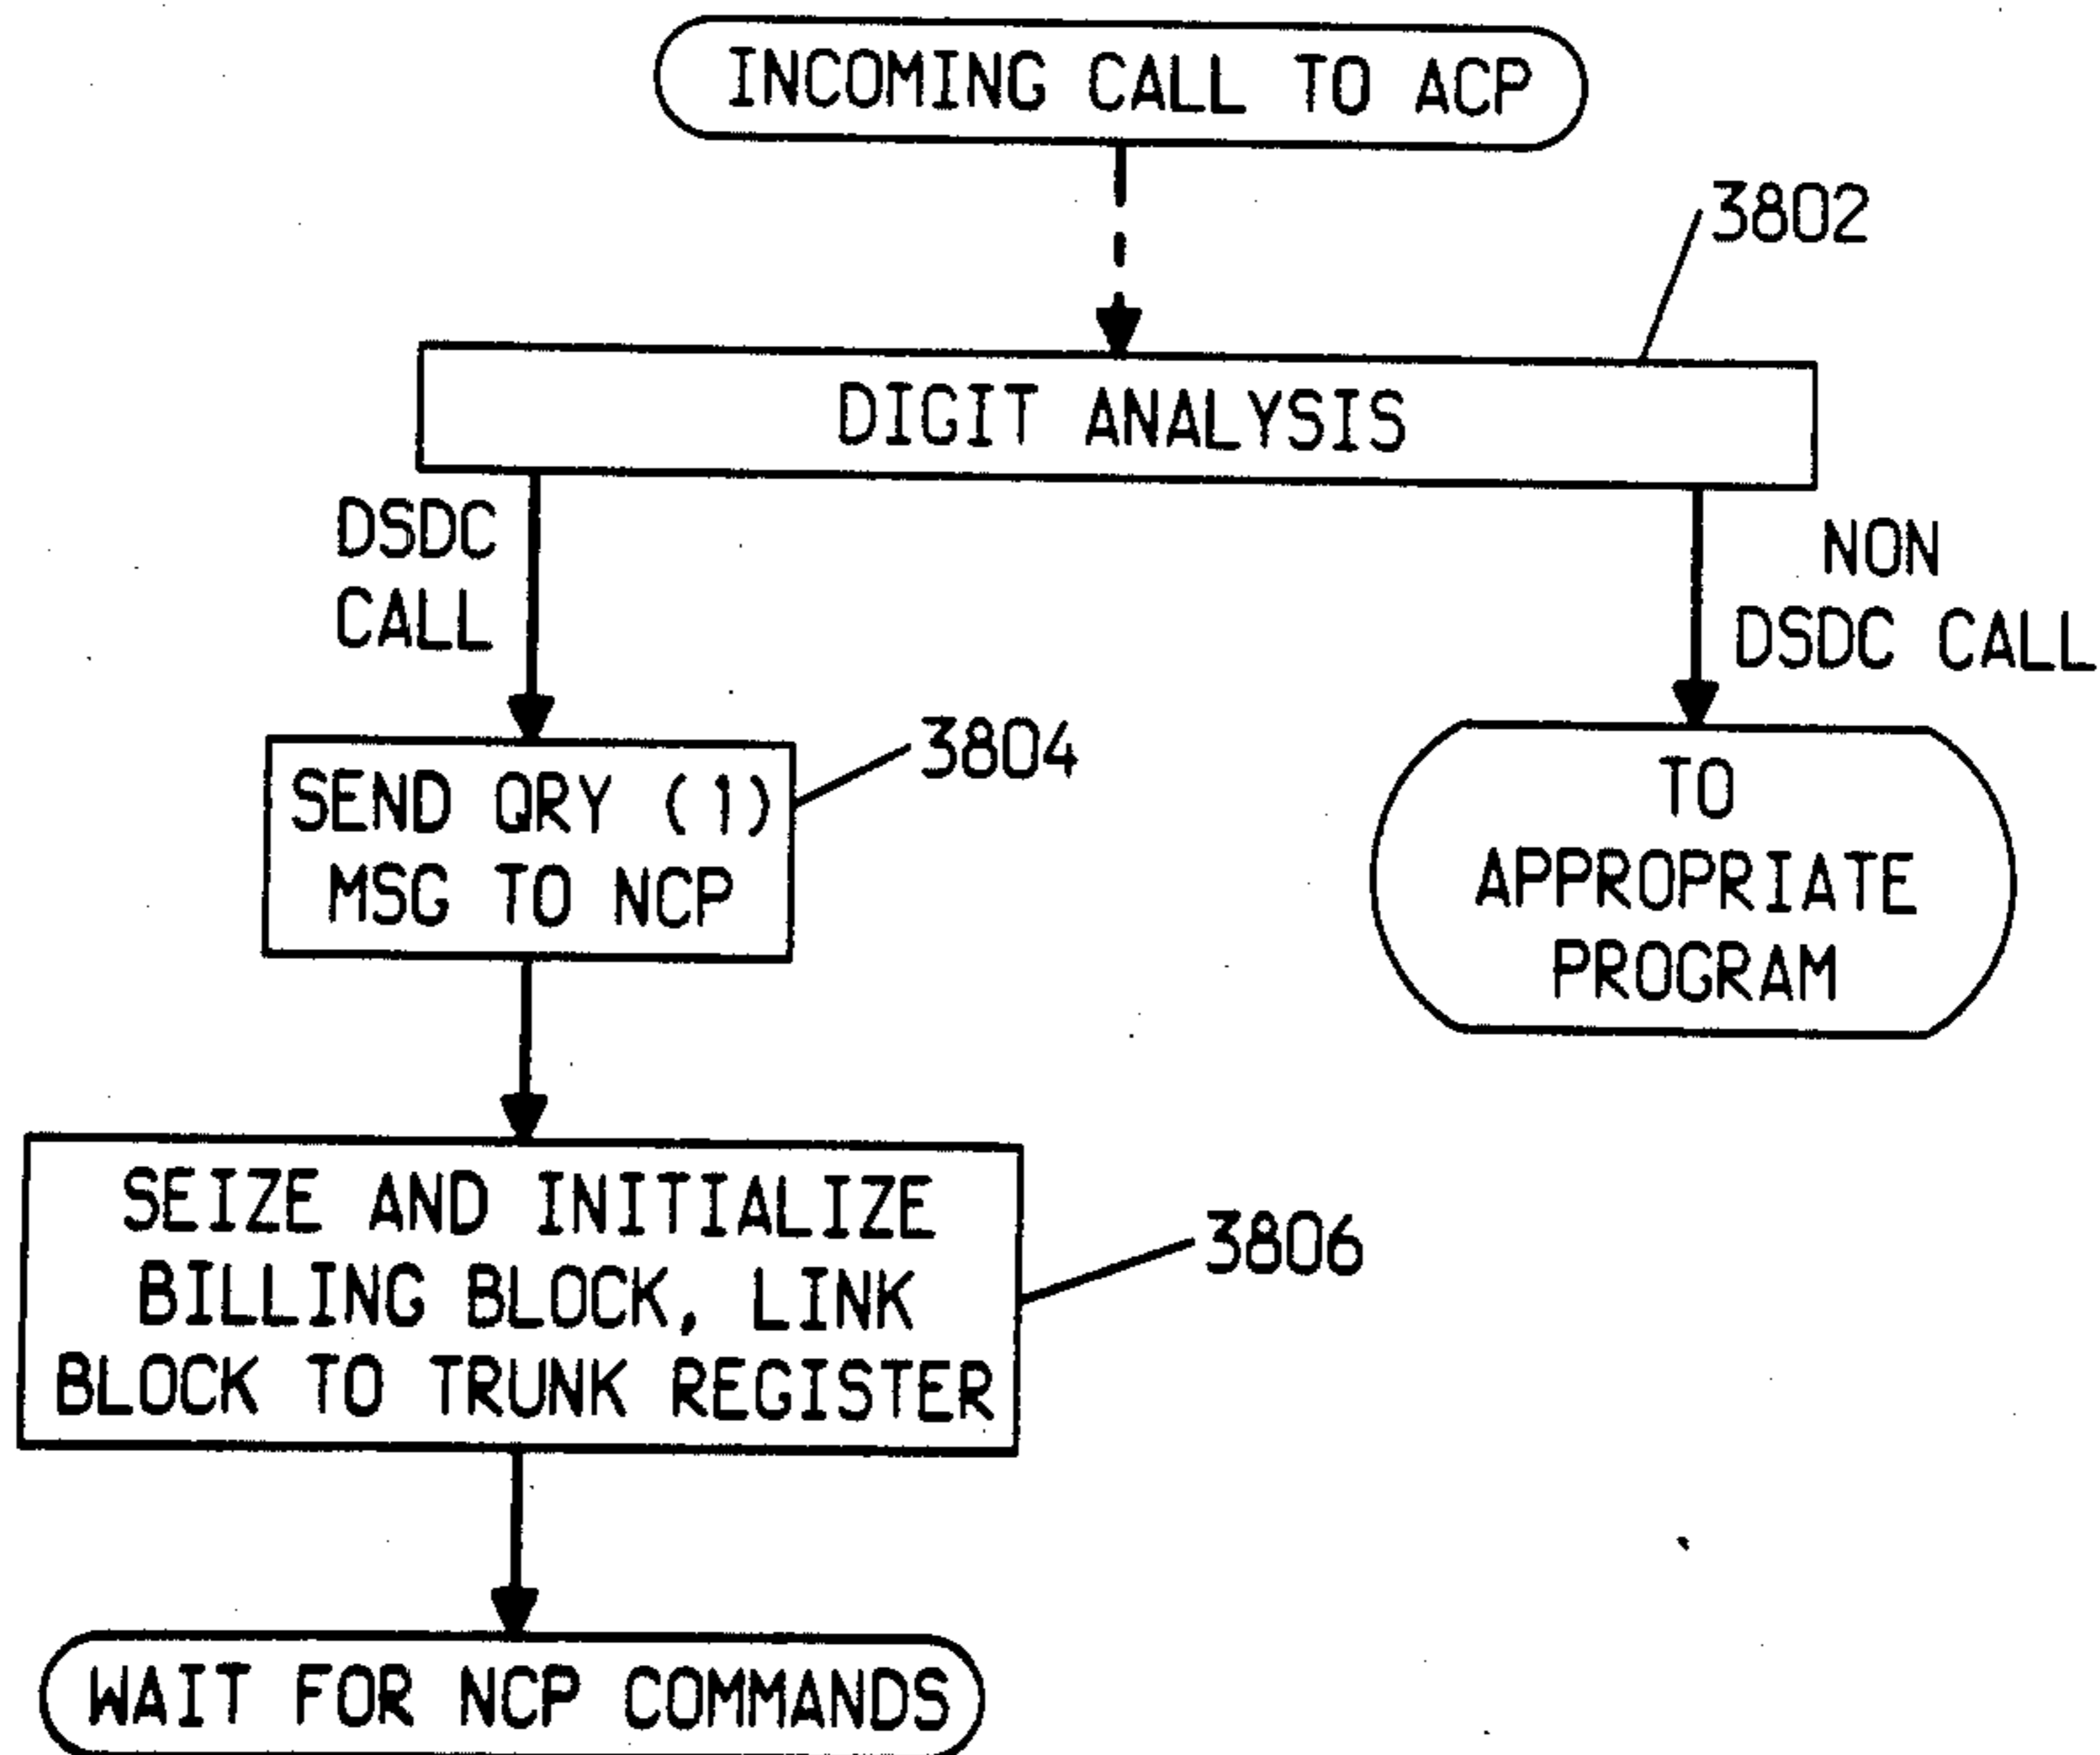 INCOMING CALL TO ACP
3802
DIGIT ANALYSIS
DSDC
CALL
NON
DSDC CALL
SEND QRY (1)
MSG TO NCP
3804
TO
APPROPRIATE
PROGRAM
SEIZE AND INITIALIZE
BILLING BLOCK, LINK
BLOCK TO TRUNK REGISTER
3806
WAIT FOR NCP COMMANDS